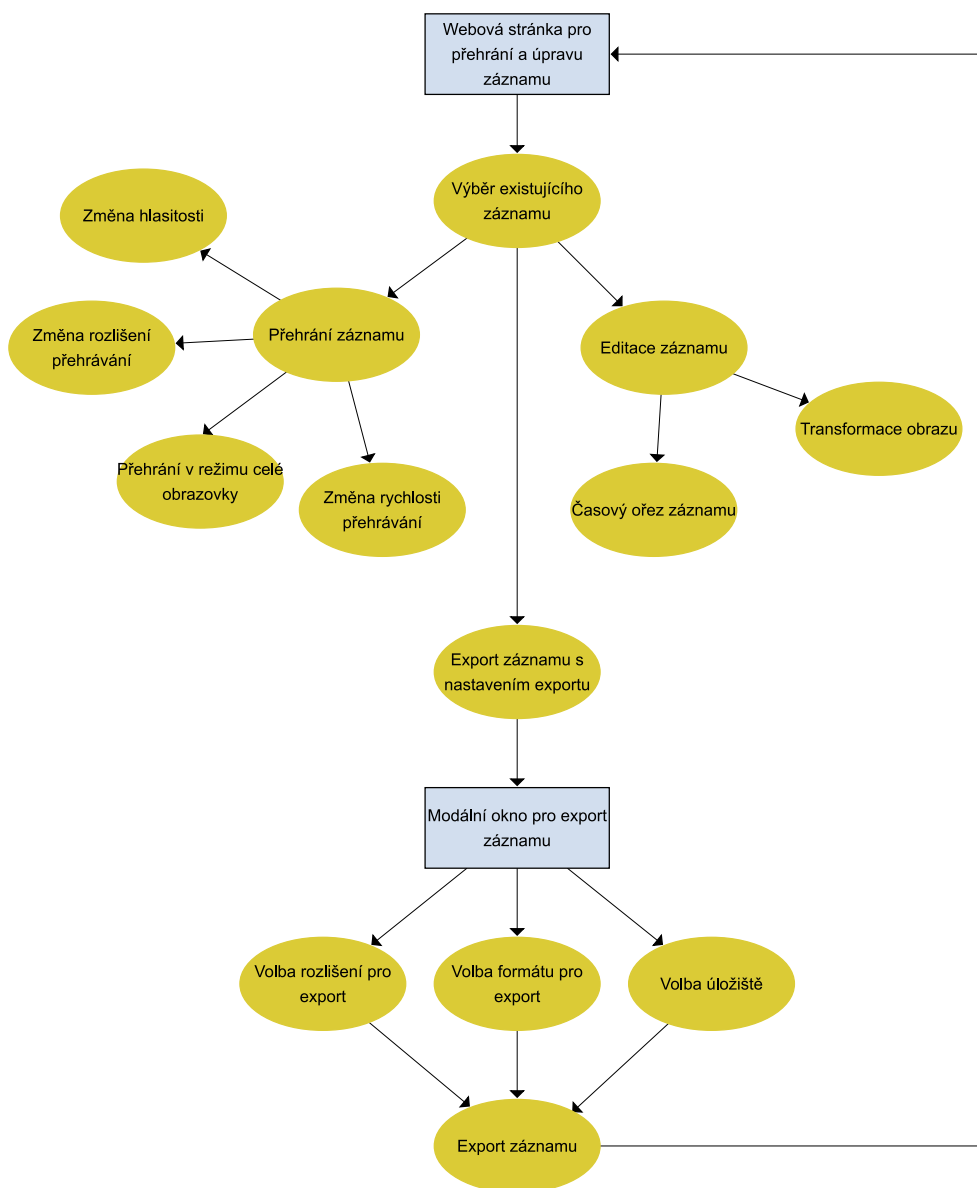 Webová stránka pro
přehrání a úpravu
záznamu
Výběr existujícího
záznamu
Změna hlasitosti
Přehrání záznamu
Změna rozlišení
přehrávání
Editace záznamu
Transformace obrazu
Přehrání v režimu celé
obrazovky
Změna rychlosti
přehrávání
Časový ořez záznamu
Export záznamu s
nastavením exportu
Modální okno pro export
záznamu
Volba rozlišení pro
export
Volba formátu pro
export
Volba úložiště
Export záznamu